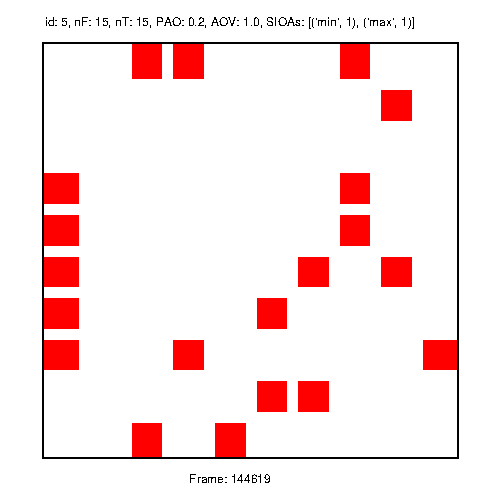 id: 5, nF: 15, nT: 15, PAO: 0.2, AOV: 1.0, SIOAs: [('min', 1), ('max', 1)]
Frame: 144619